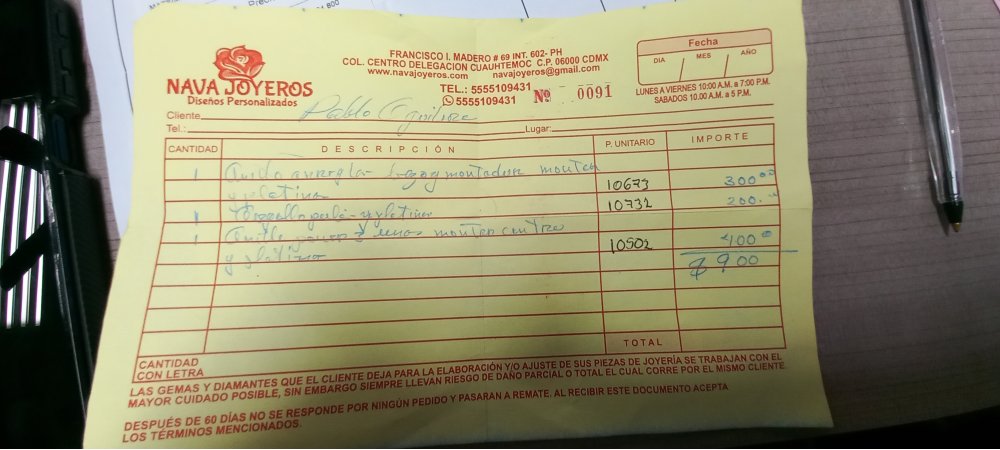 NAVA JOYEROS
Diseños Personalizados
FRANCISCO I. MADERO # 69 INT. 602- PH
COL. CENTRO DELEGACION CUAUHTEMOC C.P. 06000 CDMX
www.navajoyeros.com navajoyeros@gmail.com
TEL.: 5555109431
5555109431 Nº 0091
Fecha
DIA MES AÑO
LUNES A VIERNES 10:00 A.M. a 7:00 P.M.
SABADOS 10.00 A.M. a 5 P.M.
Cliente Pablo
Tel.: Lugar:
CANTIDAD DESCRIPCIÓN P. UNITARIO IMPORTE
1 Anillo arreglar montadura montar
10673 300
1 10732 200
1 Anillo montar
y 10502 400
$ 900
TOTAL
CANTIDAD
CON LETRA
LAS GEMAS Y DIAMANTES QUE EL CLIENTE DEJA PARA LA ELABORACIÓN Y/O AJUSTE DE SUS PIEZAS DE JOYERÍA SE TRABAJAN CON EL
MAYOR CUIDADO POSIBLE, SIN EMBARGO SIEMPRE LLEVAN RIESGO DE DAÑO PARCIAL O TOTAL EL CUAL CORRE POR EL MISMO CLIENTE
DESPUÉS DE 60 DÍAS NO SE RESPONDE POR NINGÚN PEDIDO Y PASARAN A REMATE. AL RECIBIR ESTE DOCUMENTO ACEPTA
LOS TÉRMINOS MENCIONADOS.